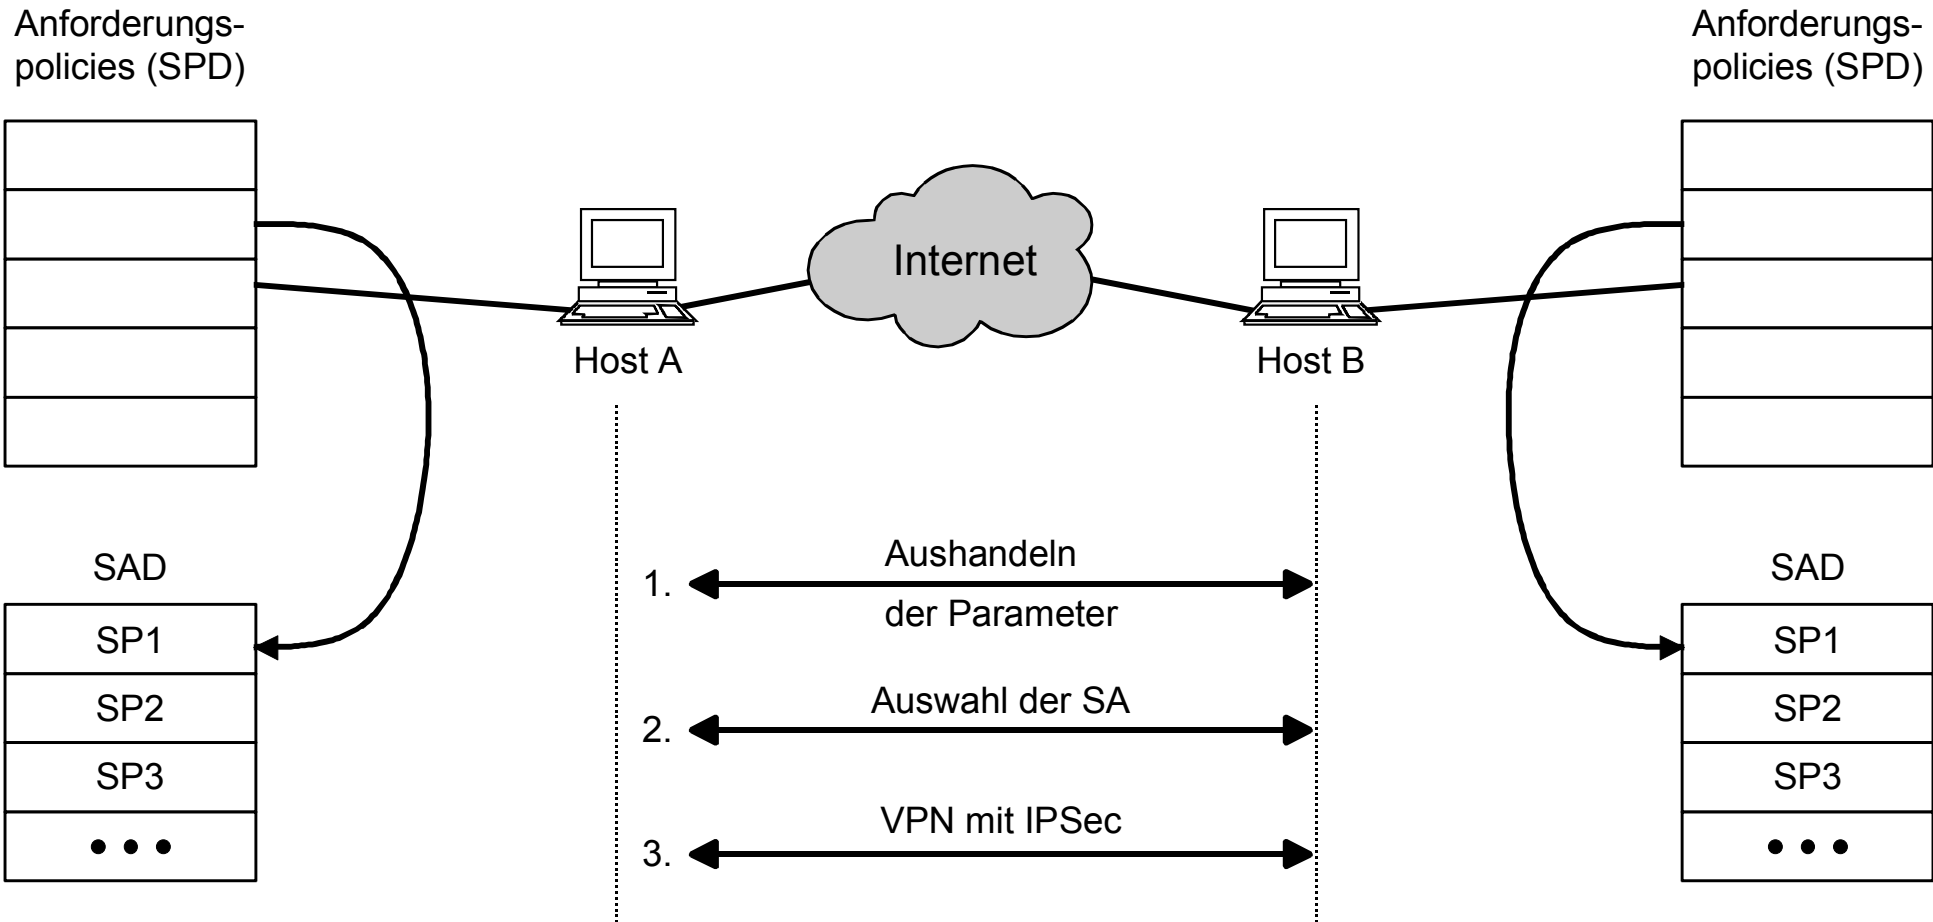 Anforderungs-
policies (SPD)
Anforderungs-
policies (SPD)
Internet
Host A
Host B
SAD
SP1
SP2
SP3
• • •
1.
Aushandeln
der Parameter
2.
Auswahl der SA
3.
VPN mit IPSec
SAD
SP1
SP2
SP3
• • •